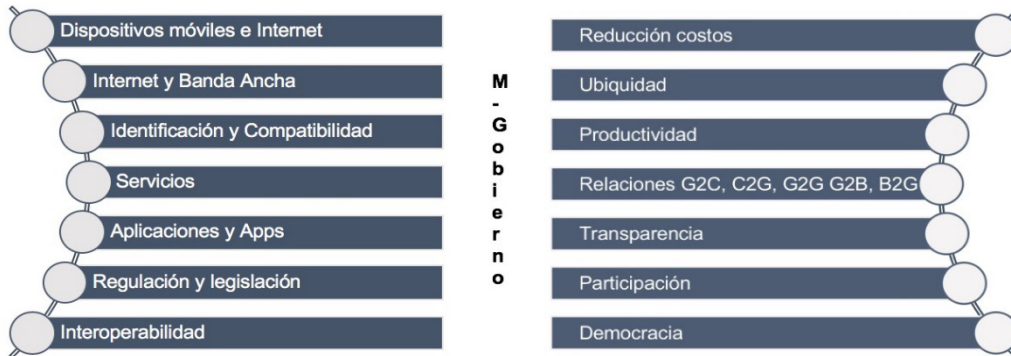 Dispositivos móviles e Internet
Internet y Banda Ancha
Identificación y Compatibilidad
Servicios
Aplicaciones y Apps
Regulación y legislación
Interoperabilidad
M
-
G
o
b
i
e
r
n
o
Reducción costos
Ubiquidad
Productividad
Relaciones G2C, C2G, G2G G2B, B2G
Transparencia
Participación
Democracia